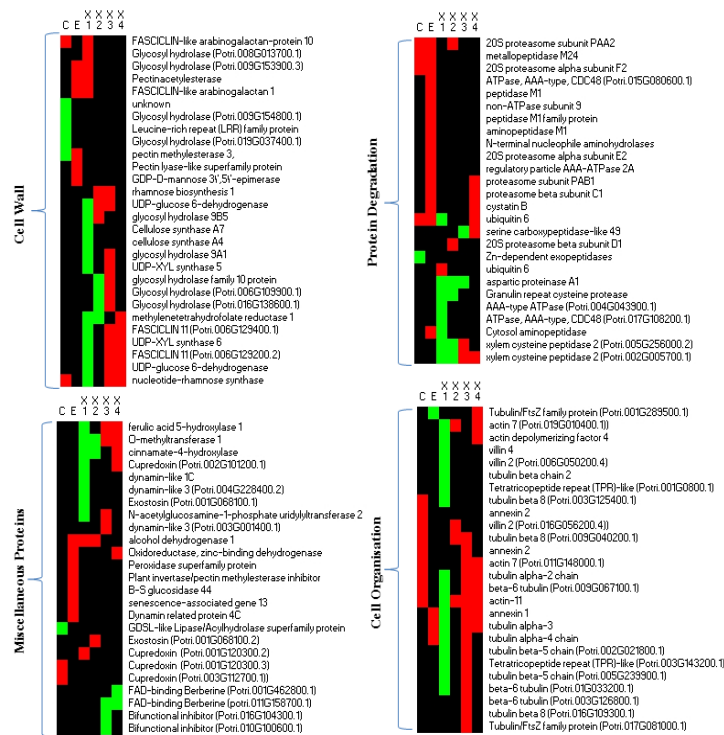 X X X X
C E 1 2 3 4
FASCICLIN-like arabinogalactan-protein 10
Glycosyl hydrolase (Potri.008G013700.1)
Glycosyl hydrolase (Potri.009G153900.3)
Pectinacetylesterase
FASCICLIN-like arabinogalactan 1
unknown
Glycosyl hydrolase (Potri.009G154800.1)
Leucine-rich repeat (LRR) family protein
Glycosyl hydrolase (Potri.019G037400.1)
pectin methylesterase 3,
Pectin lyase-like superfamily protein
GDP-D-mannose 3\',5\'-epimerase
rhamnose biosynthesis 1
UDP-glucose 6-dehydrogenase
glycosyl hydrolase 9B5
Cellulose synthase A7
cellulose synthase A4
glycosyl hydrolase 9A1
UDP-XYL synthase 5
glycosyl hydrolase family 10 protein
Glycosyl hydrolase (Potri.006G109900.1)
Glycosyl hydrolase (Potri.016G138600.1)
methylenetetrahydrofolate reductase 1
FASCICLIN 11 (Potri.006G129400.1)
UDP-XYL synthase 6
FASCICLIN 11 (Potri.006G129200.2)
UDP-glucose 6-dehydrogenase
nucleotide-rhamnose synthase
Cell Wall
X X X X
C E 1 2 3 4
20S proteasome subunit PAA2
metallopeptidase M24
20S proteasome alpha subunit F2
ATPase, AAA-type, CDC48 (Potri.015G080600.1)
peptidase M1
non-ATPase subunit 9
peptidase M1 family protein
aminopeptidase M1
N-terminal nucleophile aminohydrolases
20S proteasome alpha subunit E2
regulatory particle AAA-ATPase 2A
proteasome subunit PAB1
proteasome beta subunit C1
cystatin B
ubiquitin 6
serine carboxypeptidase-like 49
20S proteasome beta subunit D1
Zn-dependent exopeptidases
ubiquitin 6
aspartic proteinase A1
Granulin repeat cysteine protease
AAA-type ATPase (Potri.004G043900.1)
ATPase, AAA-type, CDC48 (Potri.017G108200.1)
Cytosol aminopeptidase
xylem cysteine peptidase 2 (Potri.005G256000.2)
xylem cysteine peptidase 2 (Potri.002G005700.1)
Protein Degradation
X X X X
C E 1 2 3 4
ferulic acid 5-hydroxylase 1
O-methyltransferase 1
cinnamate-4-hydroxylase
Cupredoxin (Potri.002G101200.1)
dynamin-like 1C
dynamin-like 3 (Potri.004G228400.2)
Exostosin (Potri.001G068100.1)
N-acetylglucosamine-1-phosphate uridylyltransferase 2
dynamin-like 3 (Potri.003G001400.1)
alcohol dehydrogenase 1
Oxidoreductase, zinc-binding dehydrogenase
Peroxidase superfamily protein
Plant invertase/pectin methylesterase inhibitor
B-S glucosidase 44
senescence-associated gene 13
Dynamin related protein 4C
GDSL-like Lipase/Acylhydrolase superfamily protein
Exostosin (Potri.001G068100.2)
Cupredoxin (Potri.001G120300.2)
Cupredoxin (Potri.001G120300.3)
Cupredoxin (Potri.003G112700.1))
FAD-binding Berberine (Potri.001G462800.1)
FAD-binding Berberine (potri.011G158700.1)
Bifunctional inhibitor (Potri.016G104300.1)
Bifunctional inhibitor (Potri.010G100600.1)
Miscellaneous Proteins
X X X X
C E 1 2 3 4
Tubulin/FtsZ family protein (Potri.001G289500.1)
actin 7 (Potri.019G010400.1))
actin depolymerizing factor 4
villin 4
villin 2 (Potri.006G050200.4)
tubulin beta chain 2
Tetratricopeptide repeat (TPR)-like (Potri.001G0800.1)
tubulin beta 8 (Potri.003G125400.1)
annexin 2
villin 2 (Potri.016G056200.4))
tubulin beta 8 (Potri.009G040200.1)
annexin 2
actin 7 (Potri.011G148000.1)
tubulin alpha-2 chain
beta-6 tubulin (Potri.009G067100.1)
actin-11
annexin 1
tubulin alpha-3
tubulin alpha-4 chain
tubulin beta-5 chain (Potri.002G021800.1)
Tetratricopeptide repeat (TPR)-like (Potri.003G143200.1)
tubulin beta-5 chain (Potri.005G239900.1)
beta-6 tubulin (Potri.01G033200.1)
beta-6 tubulin (Potri.003G126800.1)
tubulin beta 8 (Potri.016G109300.1)
Tubulin/FtsZ family protein (Potri.017G081000.1)
Cell Organisation